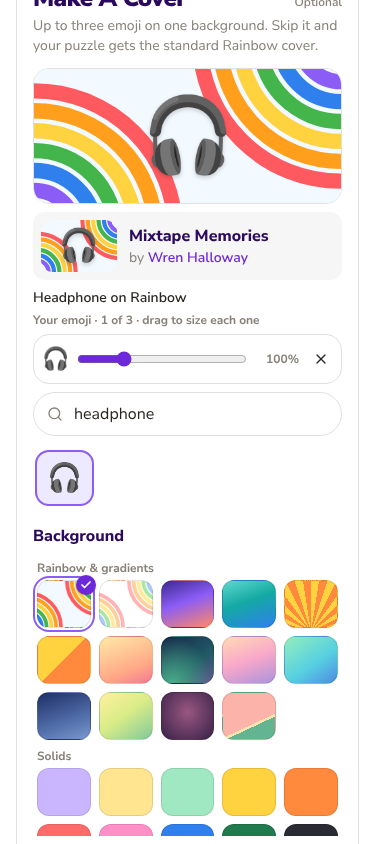 Make A Cover
Optional
Up to three emoji on one background. Skip it and
your puzzle gets the standard Rainbow cover.
Mixtape Memories
by Wren Halloway
Headphone on Rainbow
Your emoji · 1 of 3 · drag to size each one
100%
headphone
Background
Rainbow & gradients
Solids